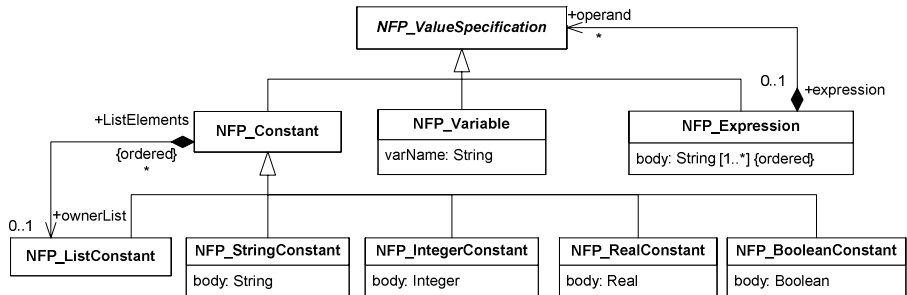 NFP_ValueSpecification
+operand
*
0..1
+expression
+ListElements
NFP_Constant
NFP_Variable
NFP_Expression
{ordered}
*
varName: String
body: String [1..*] {ordered}
0..1
+ownerList
NFP_ListConstant
NFP_StringConstant
NFP_IntegerConstant
NFP_RealConstant
NFP_BooleanConstant
body: String
body: Integer
body: Real
body: Boolean